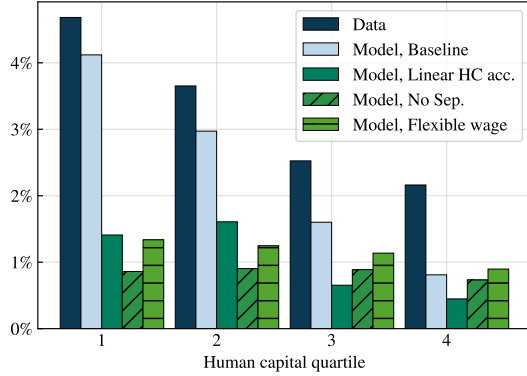 Data
Model, Baseline
Model, Linear HC acc.
Model, No Sep.
Model, Flexible wage
4%
3%
2%
1%
0%
1 2 3 4
Human capital quartile